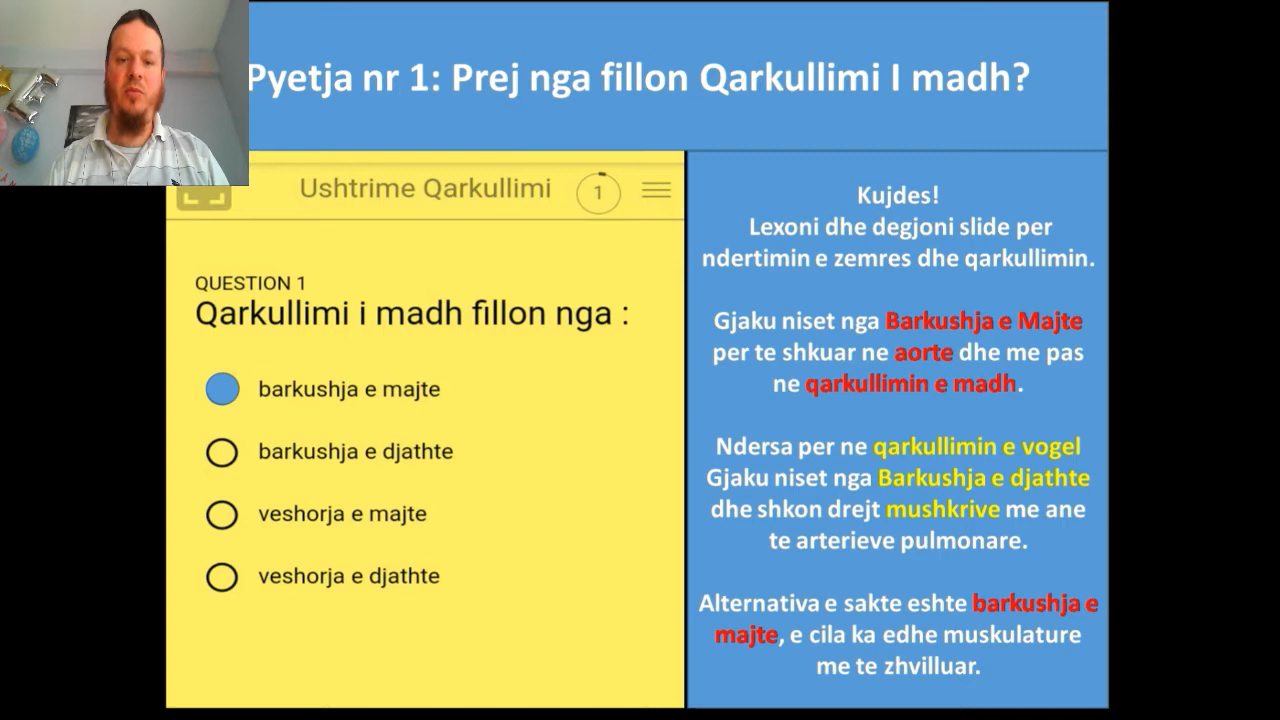 Pyetja nr 1: Prej nga fillon Qarkullimi I madh?
Ushtrime Qarkullimi
1
QUESTION 1
Qarkullimi i madh fillon nga :
barkushja e majte
barkushja e djathte
veshorja e majte
veshorja e djathte
Kujdes!
Lexoni dhe degjoni slide per
ndertimin e zemres dhe qarkullimin.
Gjaku niset nga Barkushja e Majte
per te shkuar ne aorte dhe me pas
ne qarkullimin e madh.
Ndersa per ne qarkullimin e vogel
Gjaku niset nga Barkushja e djathte
dhe shkon drejt mushkrive me ane
te arterieve pulmonare.
Alternativa e sakte eshte barkushja e
majte, e cila ka edhe muskulature
me te zhvilluar.